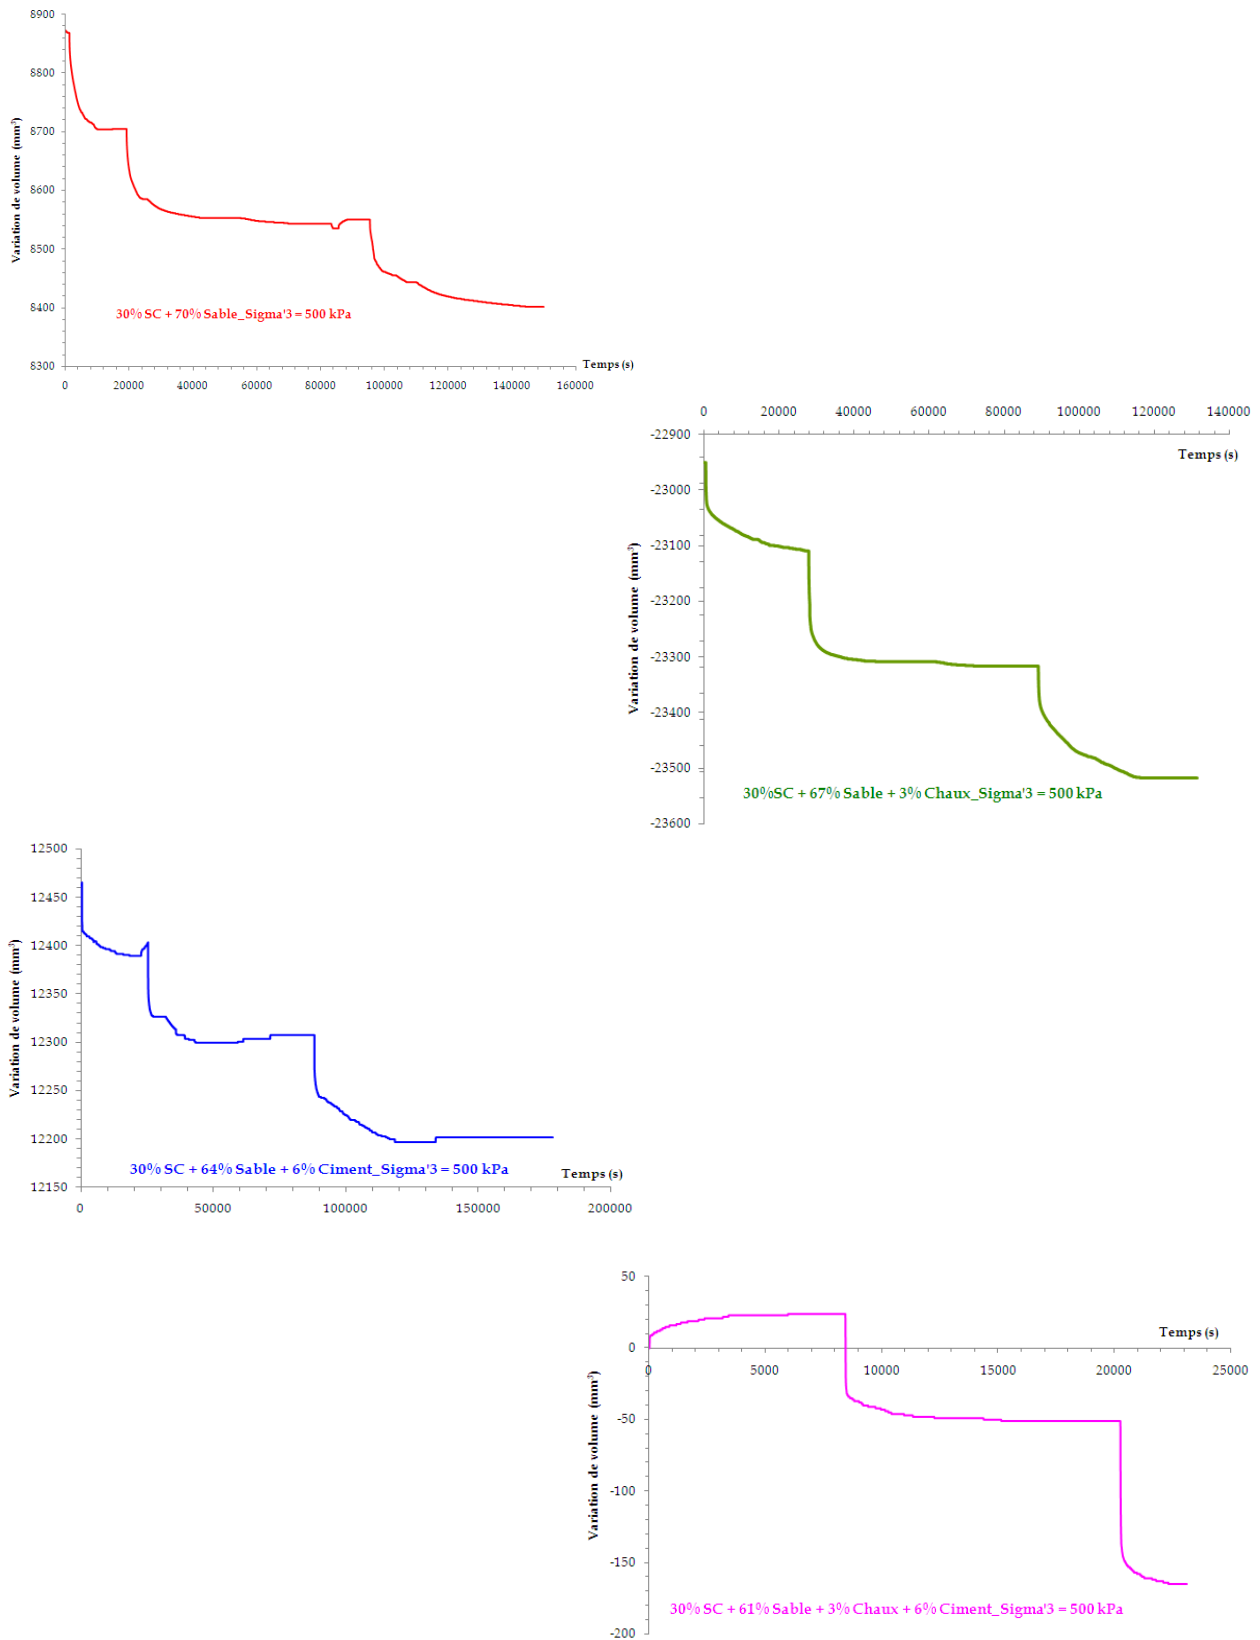 8900
8800
8700
8600
8500
8400
8300
Variation de volume (mm³)
30% SC + 70% Sable_Sigma'3 = 500 kPa
Temps (s)
0 20000 40000 60000 80000 100000 120000 140000 160000
0 20000 40000 60000 80000 100000 120000 140000
Temps (s)
-22900
-23000
-23100
-23200
-23300
-23400
-23500
-23600
Variation de volume (mm³)
30%SC + 67% Sable + 3% Chaux_Sigma'3 = 500 kPa
12500
12450
12400
12350
12300
12250
12200
12150
Variation de volume (mm³)
30% SC + 64% Sable + 6% Ciment_Sigma'3 = 500 kPa
Temps (s)
0 50000 100000 150000 200000
50
0
-50
-100
-150
-200
Variation de volume (mm³)
Temps (s)
0 5000 10000 15000 20000 25000
30% SC + 61% Sable + 3% Chaux + 6% Ciment_Sigma'3 = 500 kPa